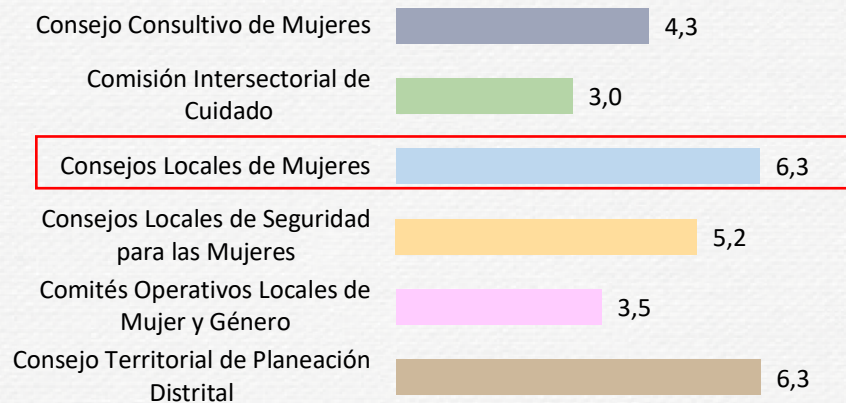 Consejo Consultivo de Mujeres 4,3
Comisión Intersectorial de
Cuidado 3,0
Consejos Locales de Mujeres 6,3
Consejos Locales de Seguridad
para las Mujeres 5,2
Comités Operativos Locales de
Mujer y Género 3,5
Consejo Territorial de Planeación
Distrital 6,3